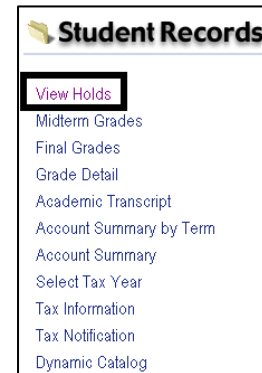 Student Records
View Holds
Midterm Grades
Final Grades
Grade Detail
Academic Transcript
Account Summary by Term
Account Summary
Select Tax Year
Tax Information
Tax Notification
Dynamic Catalog